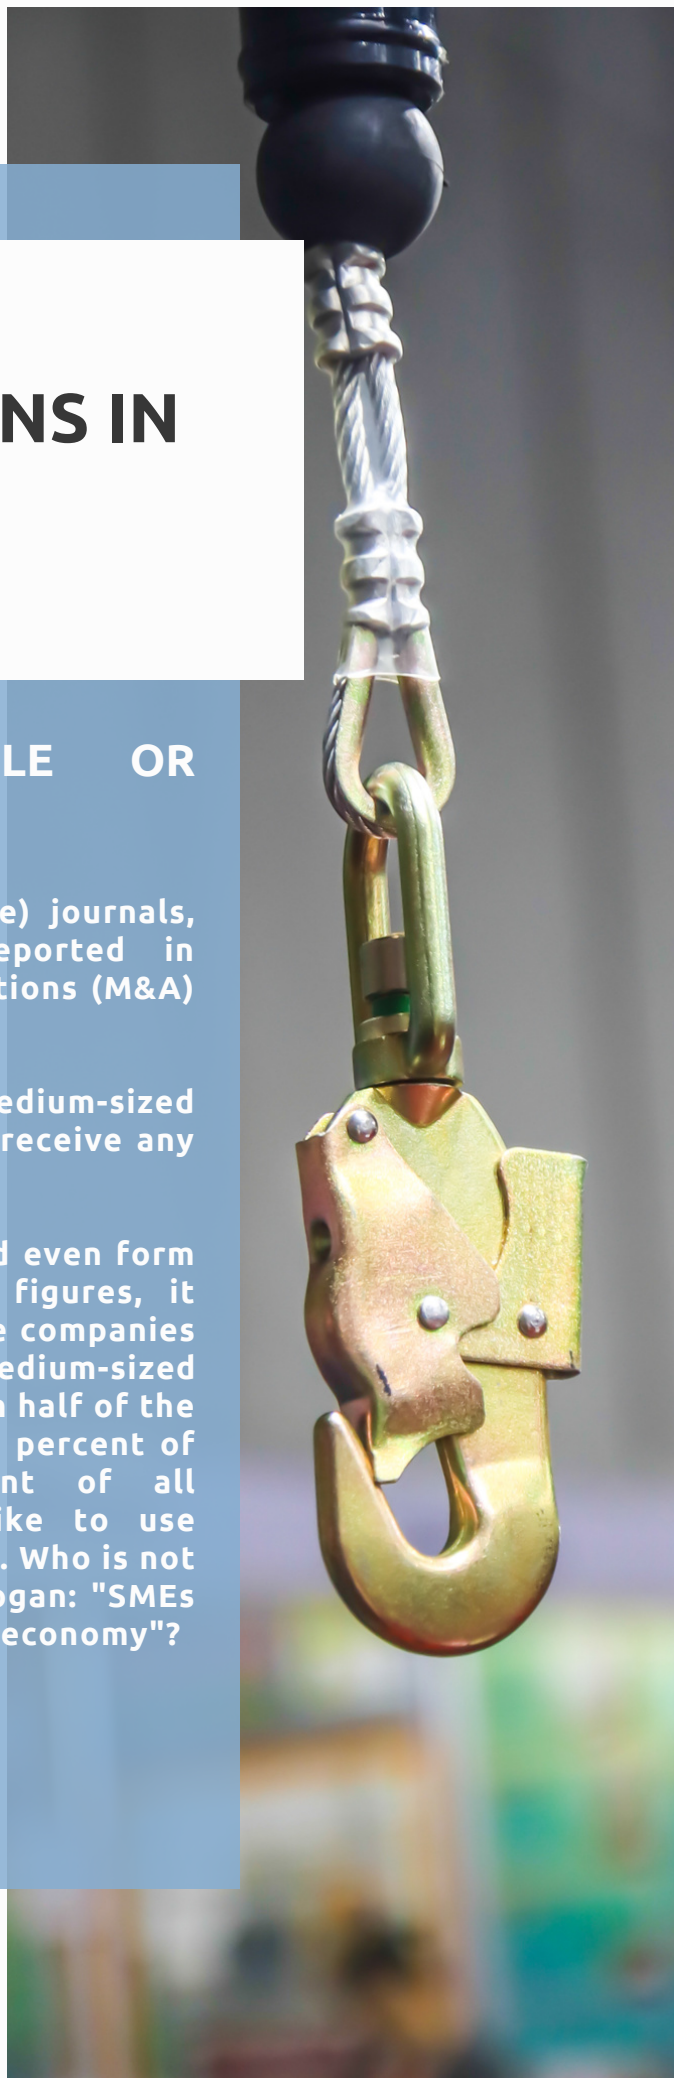 NS IN
LE OR
e) journals,
eported in
tions (M&A)
edium-sized
receive any
d even form
figures, it
e companies
edium-sized
n half of the
percent of
nt of all
ike to use
. Who is not
ogan: "SMEs
economy"?